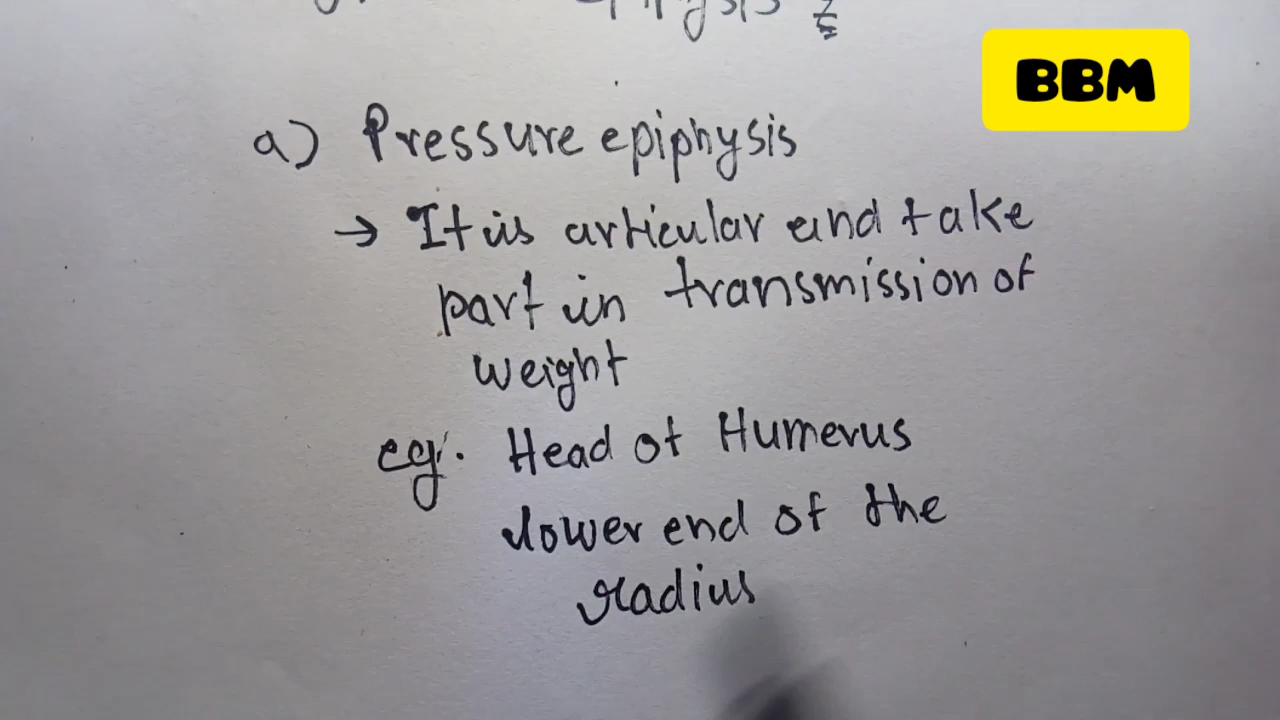 BBM
a) Pressure epiphysis
→ It is articular and take
part in transmission of
weight
eg. Head of Humerus
lower end of the
radius